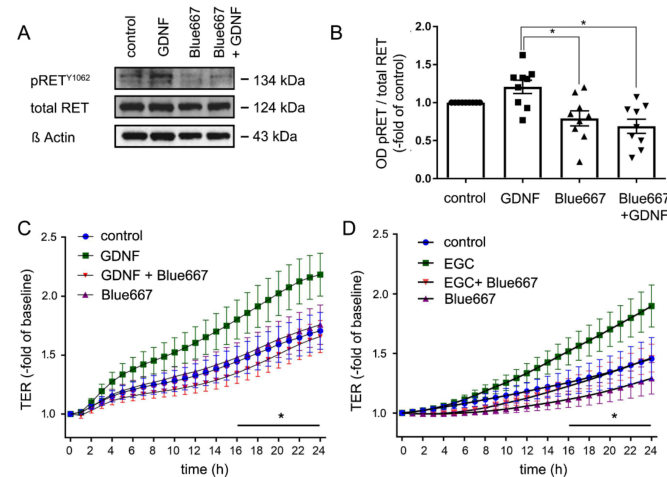 A
control
GDNF
Blue667
Blue667
+ GDNF
pRETY1062
– 134 kDa
total RET
– 124 kDa
ß Actin
– 43 kDa
B
OD pRET / total RET
(-fold of control)
2.0
1.5
1.0
0.5
0.0
*
*
control
GDNF
Blue667
Blue667
+GDNF
C
TER (-fold of baseline)
2.5
2.0
1.5
1.0
control
GDNF
GDNF + Blue667
Blue667
*
0 2 4 6 8 10 12 14 16 18 20 22 24
time (h)
D
TER (-fold of baseline)
2.5
2.0
1.5
1.0
control
EGC
EGC+ Blue667
Blue667
*
0 2 4 6 8 10 12 14 16 18 20 22 24
time (h)